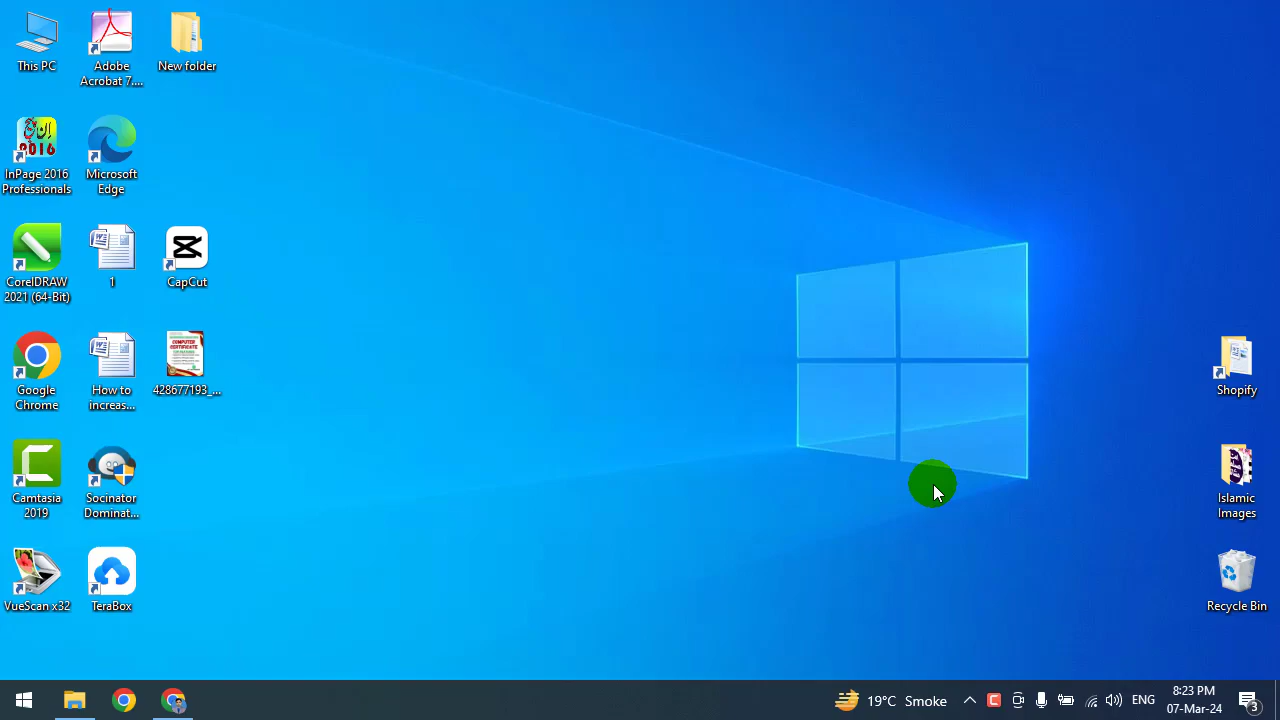 This PC
Adobe
Acrobat 7....
New folder
InPage 2016
Professionals
Microsoft
Edge
CorelDRAW
2021 (64-Bit)
1
CapCut
Google
Chrome
How to
increas...
COMPUTER
CERTIFICATE
428677193_...
Shopify
Camtasia
2019
Socinator
Dominat...
Islamic
Images
VueScan x32
TeraBox
Recycle Bin
19°C Smoke
ENG
8:23 PM
07-Mar-24
3